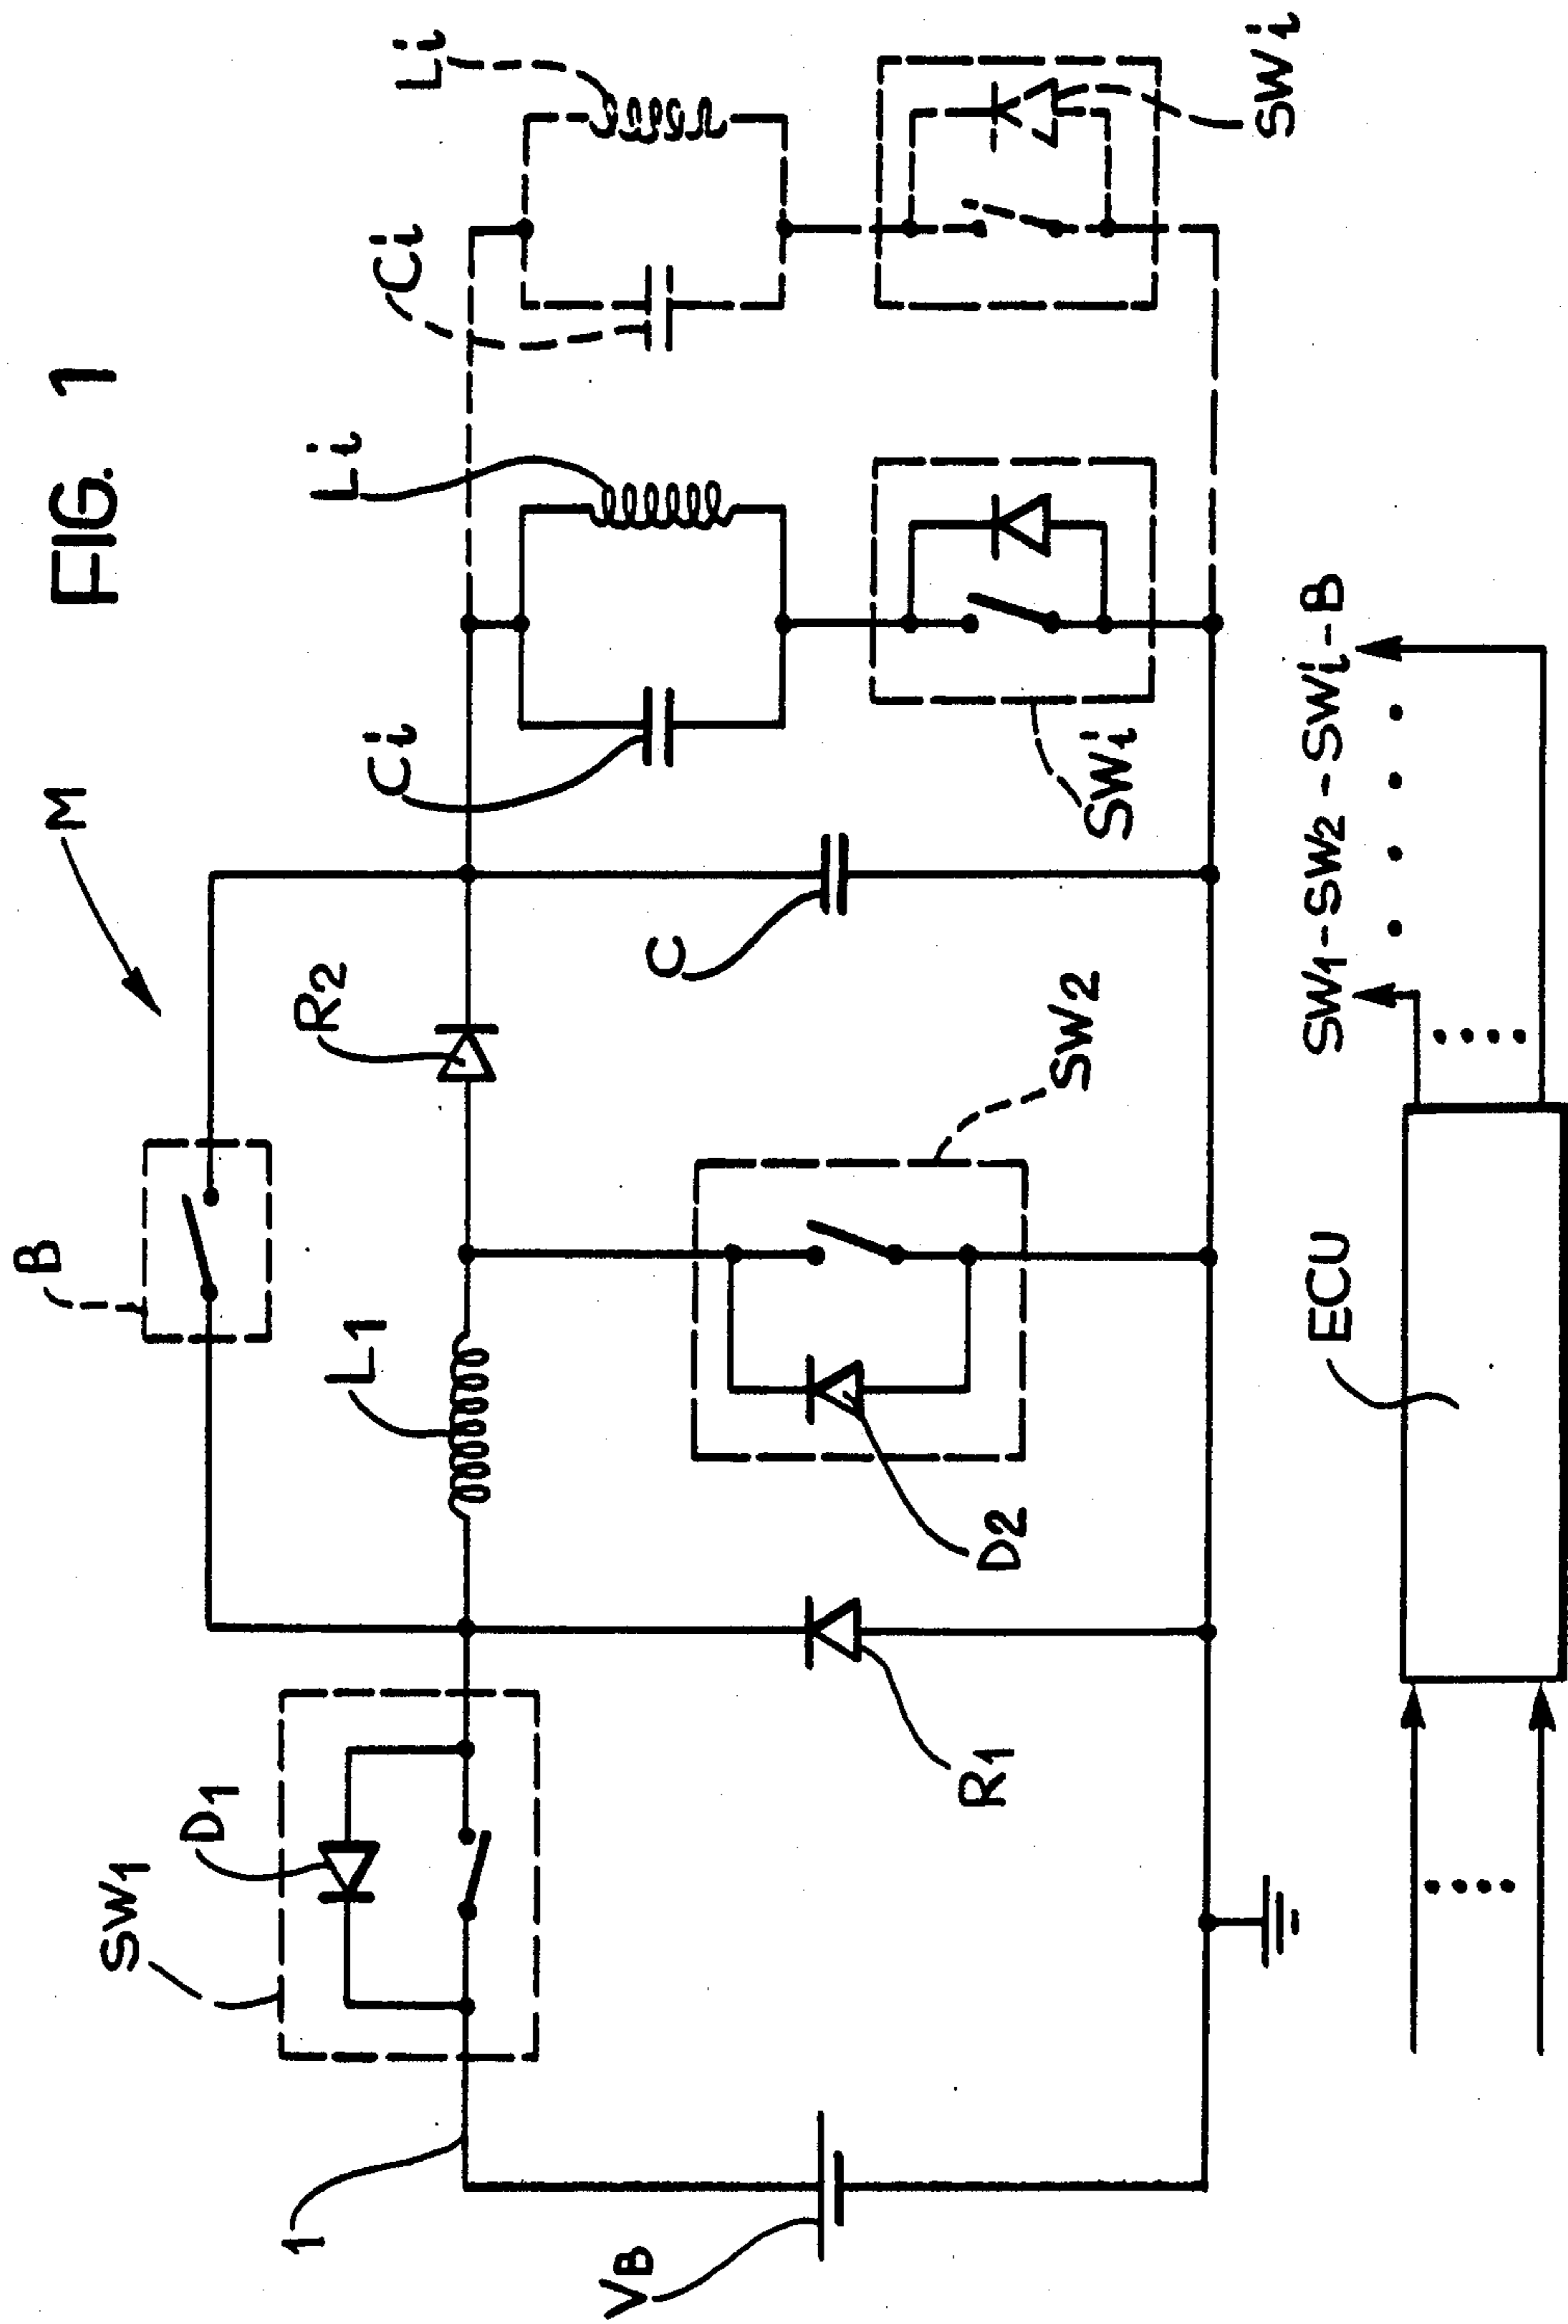 FIG. 1
M
B
SW1
D1
L1
R2
Ci
Li
Ci
Li
1
VB
R1
D2
SW2
C
SWi
SWi
ECU
SW1-SW2-SWi-B